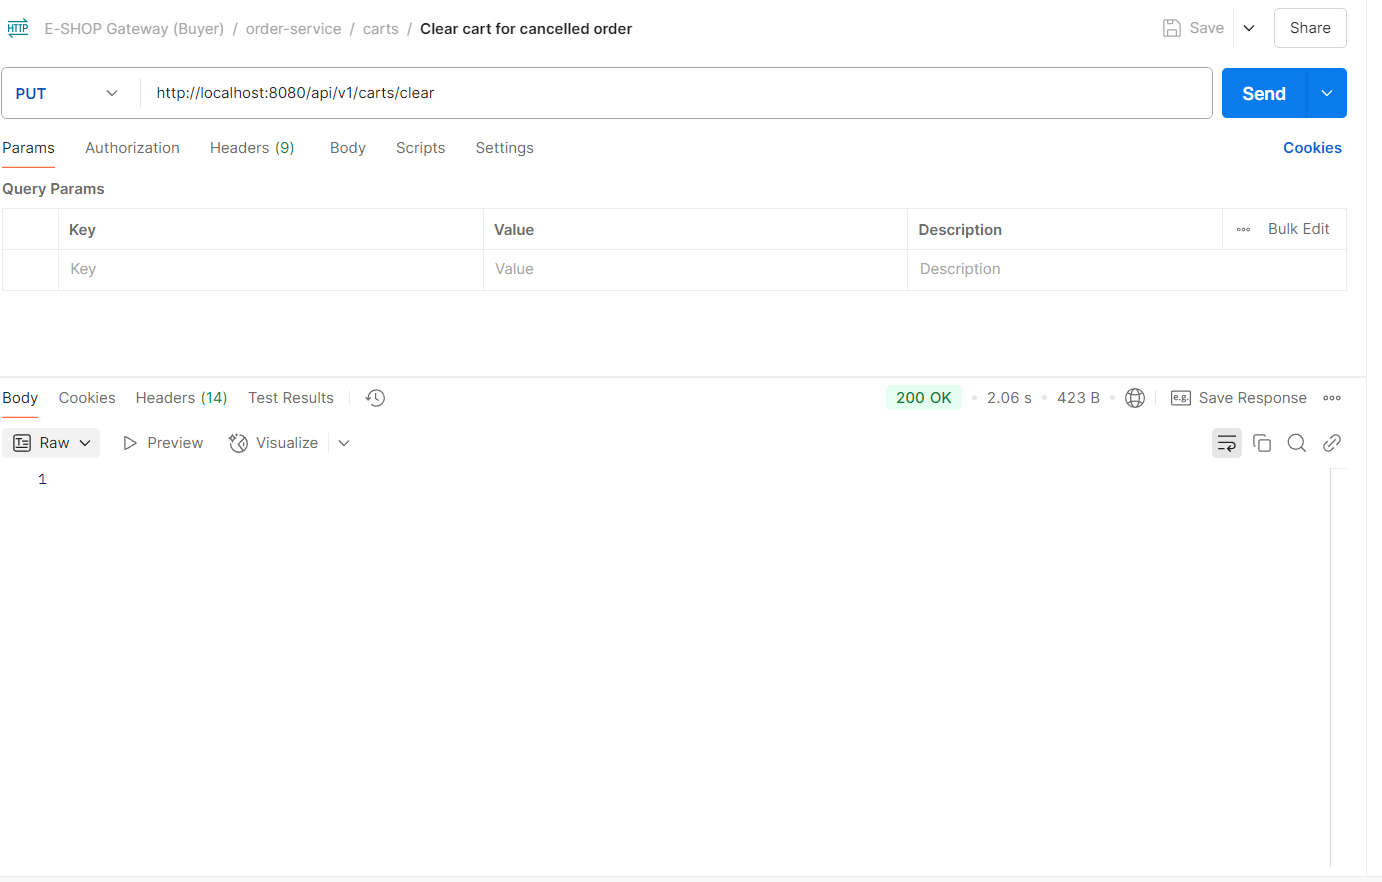 HTTP E-SHOP Gateway (Buyer) / order-service / carts / Clear cart for cancelled order Save Share
PUT http://localhost:8080/api/v1/carts/clear Send
Params Authorization Headers (9) Body Scripts Settings Cookies
Query Params
Key Value Description Bulk Edit
Key Value Description
Body Cookies Headers (14) Test Results 200 OK 2.06 s 423 B e.g. Save Response
Raw Preview Visualize
1